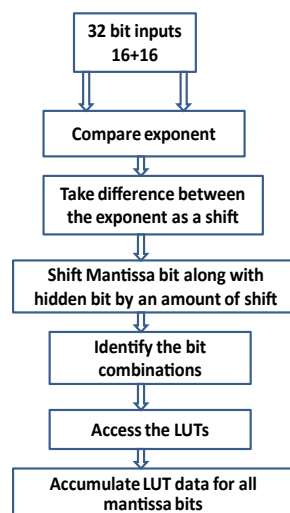 32 bit inputs
16+16
Compare exponent
Take difference between
the exponent as a shift
Shift Mantissa bit along with
hidden bit by an amount of shift
Identify the bit
combinations
Access the LUTs
Accumulate LUT data for all
mantissa bits